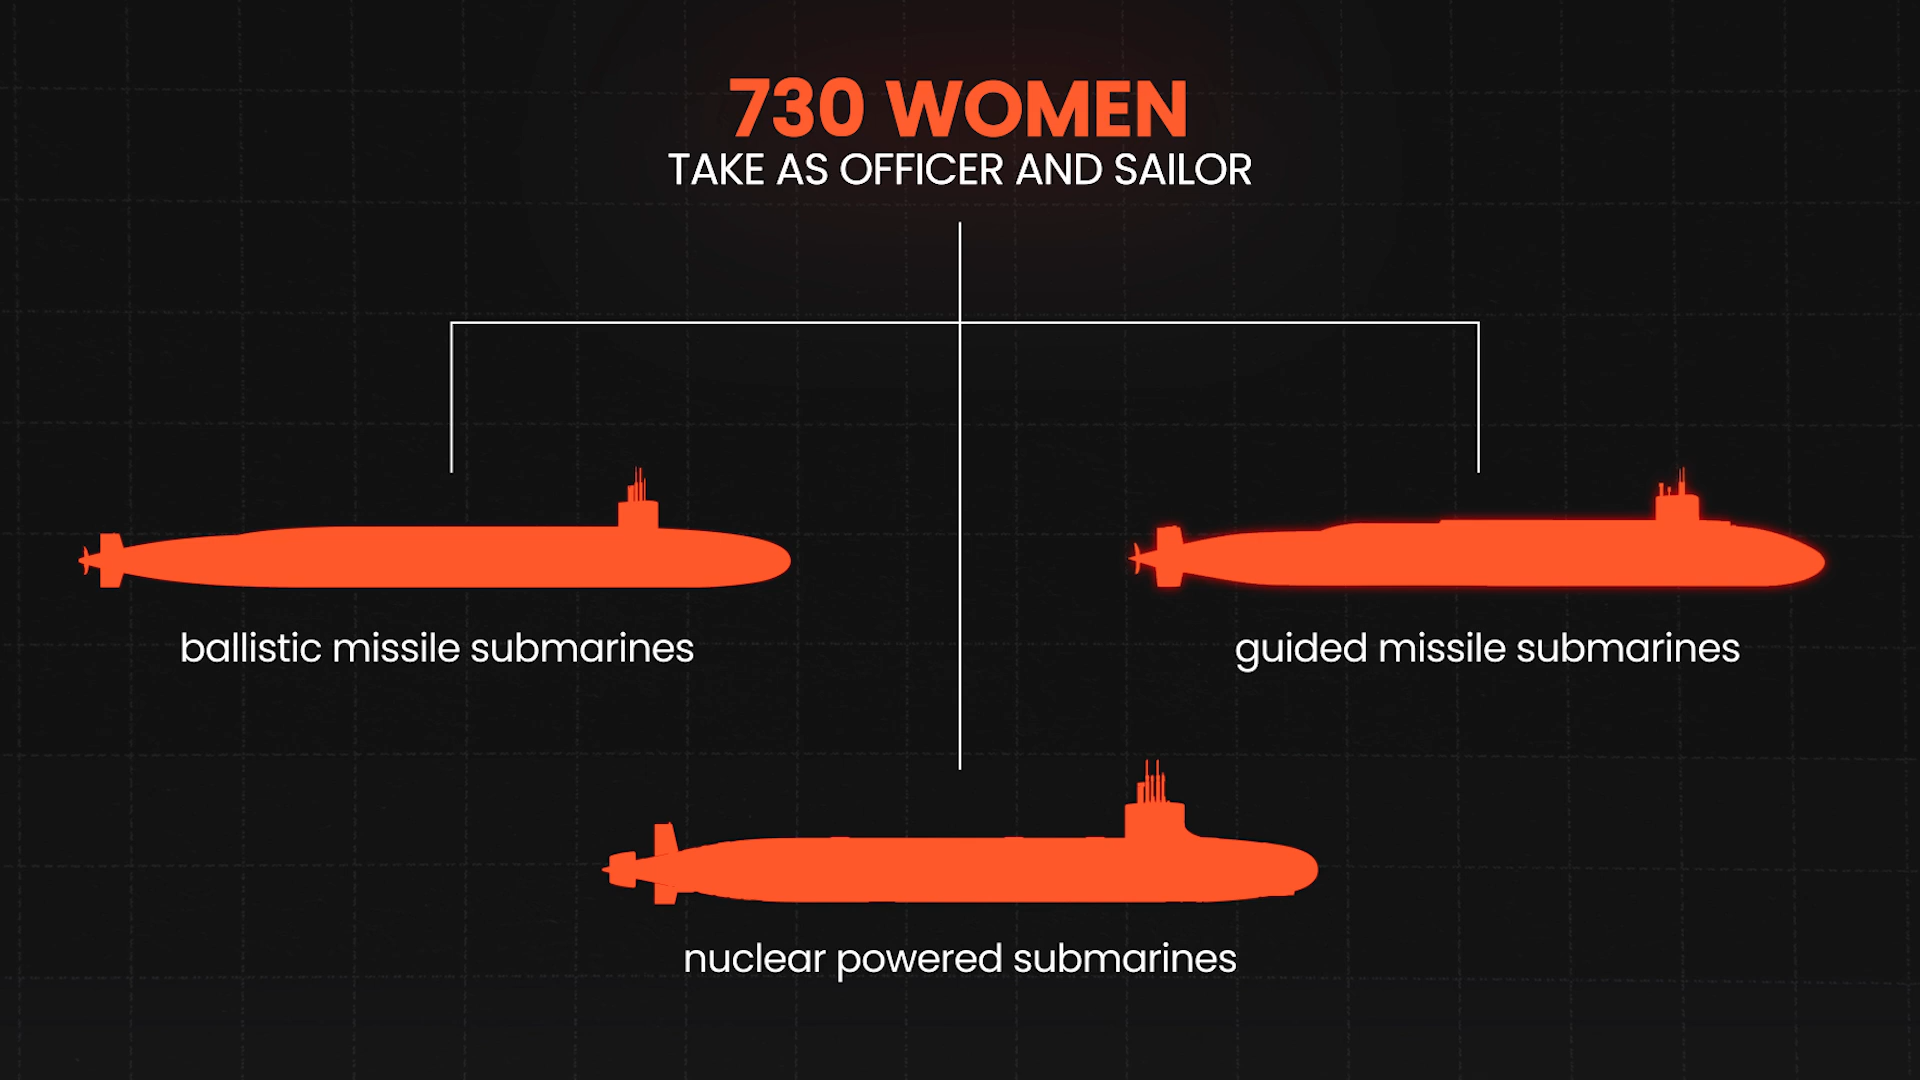 730 WOMEN
TAKE AS OFFICER AND SAILOR
ballistic missile submarines
guided missile submarines
nuclear powered submarines